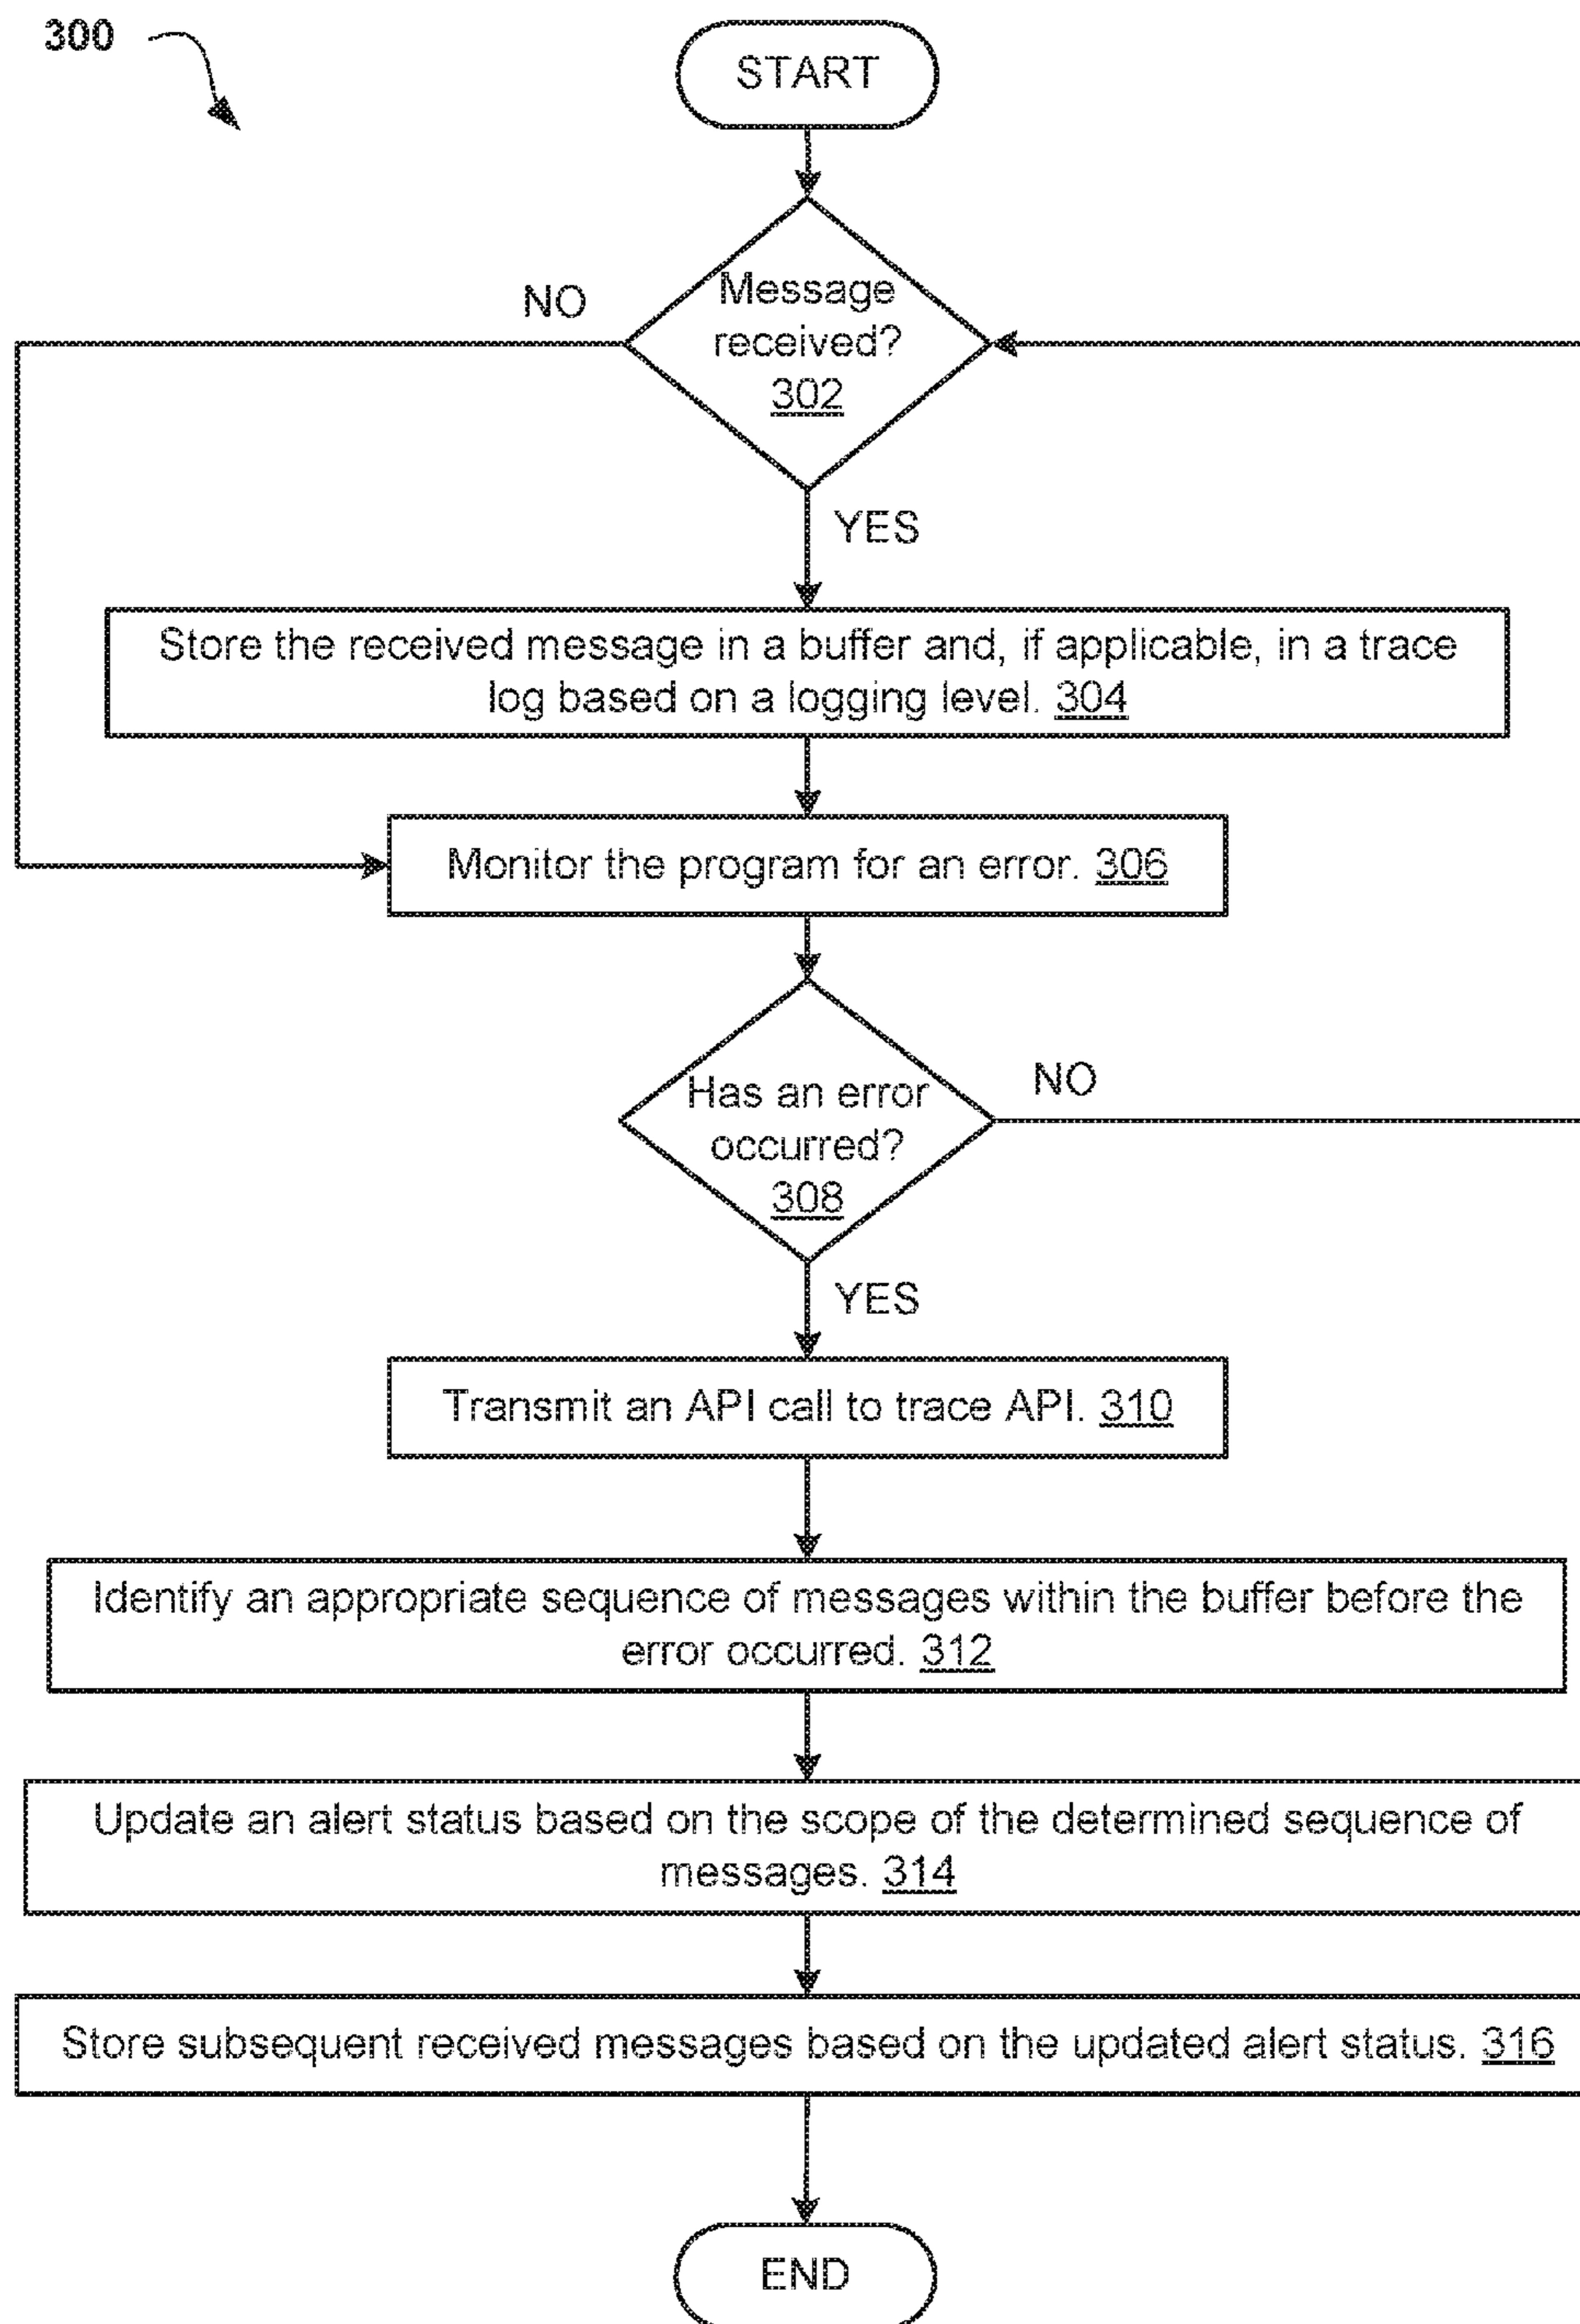 300
START
NO
Message
received?
302
YES
Store the received message in a buffer and, if applicable, in a trace
log based on a logging level. 304
Monitor the program for an error. 306
NO
Has an error
occurred?
308
YES
Transmit an API call to trace API. 310
Identify an appropriate sequence of messages within the buffer before the
error occurred. 312
Update an alert status based on the scope of the determined sequence of
messages. 314
Store subsequent received messages based on the updated alert status. 316
END